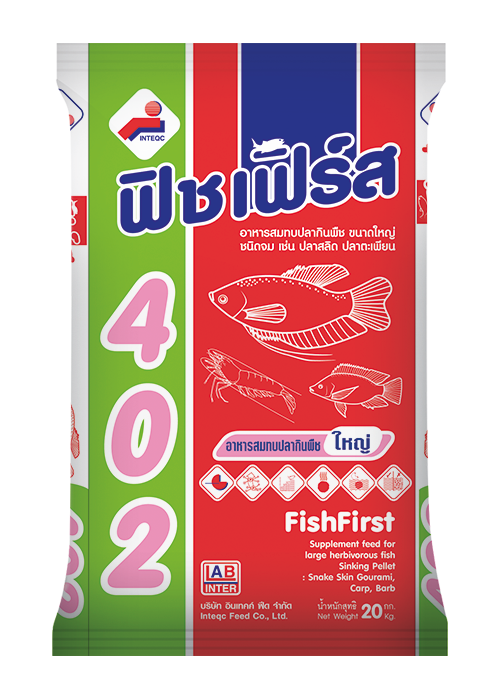 INTEQC
ฟิชเฟิร์ส
อาหารสมทบปลากินพืช ขนาดใหญ่
ชนิดจม เช่น ปลาสลิด ปลาตะเพียน
402
อาหารสมทบปลากินพืช ใหญ่
FishFirst
Supplement feed for
large herbivorous fish
Sinking Pellet
: Snake Skin Gourami,
Carp, Barb
LAB
INTER
บริษัท อินเทคค์ ฟีด จำกัด
Inteqc Feed Co., Ltd.
น้ำหนักสุทธิ 20 กก.
Net Weight Kg.